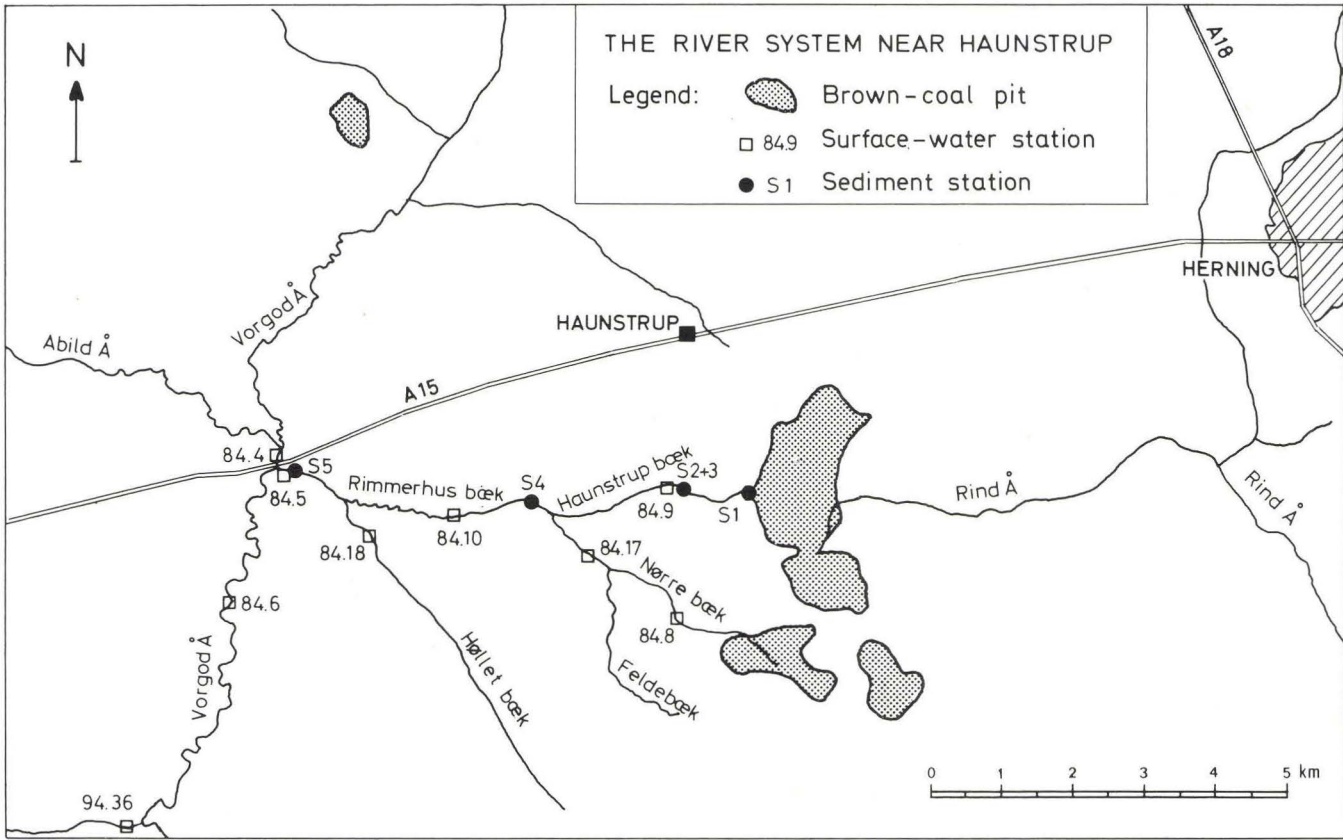 THE RIVER SYSTEM NEAR HAUNSTRUP
Legend:
Brown-coal pit
84.9 Surface-water station
S1 Sediment station
N
A18
HERNING
Vorgod Å
HAUNSTRUP
Abild Å
A15
84.4
S5
84.5
Rimmerhus bæk
S4
Haunstrup bæk
S2+3
84.9
S1
Rind Å
Rind Å
84.18
84.10
84.17
Nørre bæk
84.6
84.8
Vorgod Å
Høllet bæk
Feldebæk
94.36
0 1 2 3 4 5 km